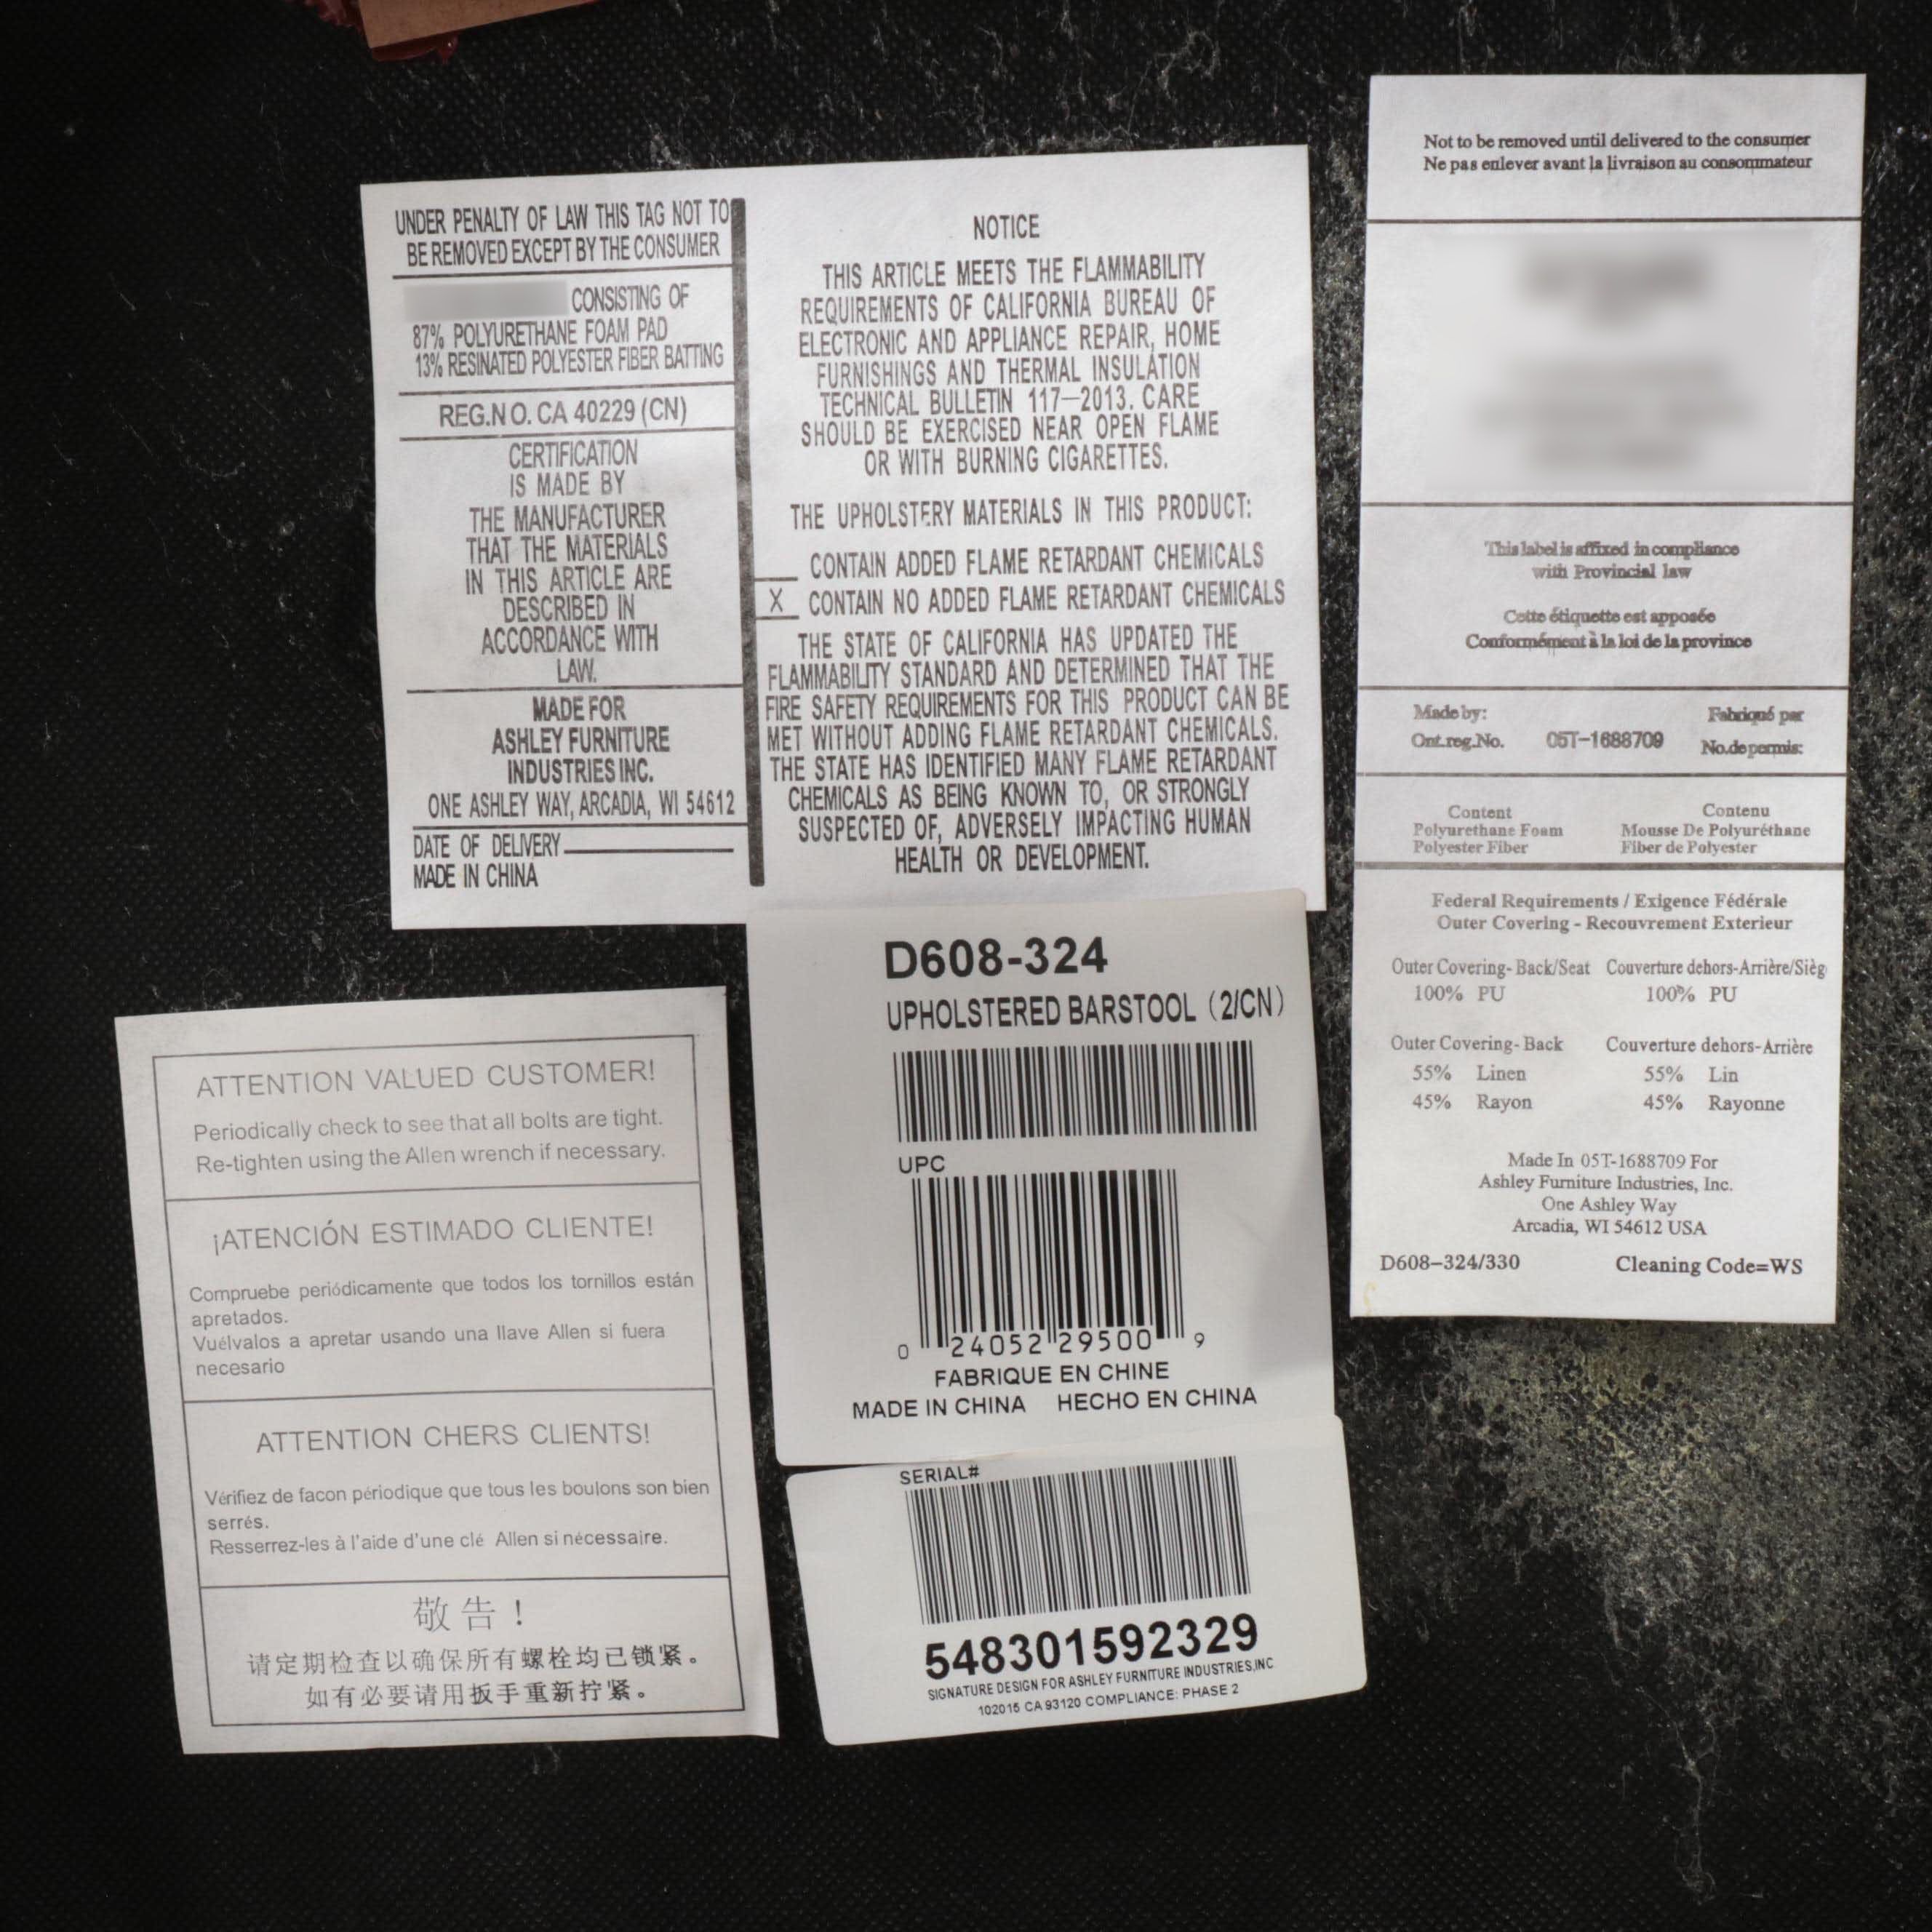 UNDER PENALTY OF LAW THIS TAG NOT TO
BE REMOVED EXCEPT BY THE CONSUMER
CONSISTING OF
87% POLYURETHANE FOAM PAD
13% RESINATED POLYESTER FIBER BATTING
REG.NO. CA 40229 (CN)
CERTIFICATION
IS MADE BY
THE MANUFACTURER
THAT THE MATERIALS
IN THIS ARTICLE ARE
DESCRIBED IN
ACCORDANCE WITH
LAW.
MADE FOR
ASHLEY FURNITURE
INDUSTRIES INC.
ONE ASHLEY WAY, ARCADIA, WI 54612
DATE OF DELIVERY
MADE IN CHINA
NOTICE
THIS ARTICLE MEETS THE FLAMMABILITY
REQUIREMENTS OF CALIFORNIA BUREAU OF
ELECTRONIC AND APPLIANCE REPAIR, HOME
FURNISHINGS AND THERMAL INSULATION
TECHNICAL BULLETIN 117—2013. CARE
SHOULD BE EXERCISED NEAR OPEN FLAME
OR WITH BURNING CIGARETTES.
THE UPHOLSTERY MATERIALS IN THIS PRODUCT:
CONTAIN ADDED FLAME RETARDANT CHEMICALS
X CONTAIN NO ADDED FLAME RETARDANT CHEMICALS
THE STATE OF CALIFORNIA HAS UPDATED THE
FLAMMABILITY STANDARD AND DETERMINED THAT THE
FIRE SAFETY REQUIREMENTS FOR THIS PRODUCT CAN BE
MET WITHOUT ADDING FLAME RETARDANT CHEMICALS.
THE STATE HAS IDENTIFIED MANY FLAME RETARDANT
CHEMICALS AS BEING KNOWN TO, OR STRONGLY
SUSPECTED OF, ADVERSELY IMPACTING HUMAN
HEALTH OR DEVELOPMENT.
Not to be removed until delivered to the consumer
Ne pas enlever avant la livraison au consommateur
This label is affixed in compliance
with Provincial law
Cette étiquette est apposée
Conformément à la loi de la province
Made by: Fabriqué par
Ont.reg.No. 05T-1688709 No.de permis:
Content Contenu
Polyurethane Foam Mousse De Polyuréthane
Polyester Fiber Fiber de Polyester
Federal Requirements / Exigence Fédérale
Outer Covering - Recouvrement Exterieur
Outer Covering- Back/Seat Couverture dehors-Arrière/Sièg
100% PU 100% PU
Outer Covering- Back Couverture dehors-Arrière
55% Linen 55% Lin
45% Rayon 45% Rayonne
Made In 05T-1688709 For
Ashley Furniture Industries, Inc.
One Ashley Way
Arcadia, WI 54612 USA
D608-324/330 Cleaning Code=WS
D608-324
UPHOLSTERED BARSTOOL (2/CN)
UPC
0 24052 29500 9
FABRIQUE EN CHINE
MADE IN CHINA HECHO EN CHINA
SERIAL#
548301592329
SIGNATURE DESIGN FOR ASHLEY FURNITURE INDUSTRIES,INC
102015 CA 93120 COMPLIANCE: PHASE 2
ATTENTION VALUED CUSTOMER!
Periodically check to see that all bolts are tight.
Re-tighten using the Allen wrench if necessary.
¡ATENCIÓN ESTIMADO CLIENTE!
Compruebe periódicamente que todos los tornillos están
apretados.
Vuélvalos a apretar usando una llave Allen si fuera
necesario
ATTENTION CHERS CLIENTS!
Vérifiez de facon périodique que tous les boulons son bien
serrés.
Resserrez-les à l'aide d'une clé Allen si nécessaire.
敬告!
请定期检查以确保所有螺栓均已锁紧。
如有必要请用扳手重新拧紧。